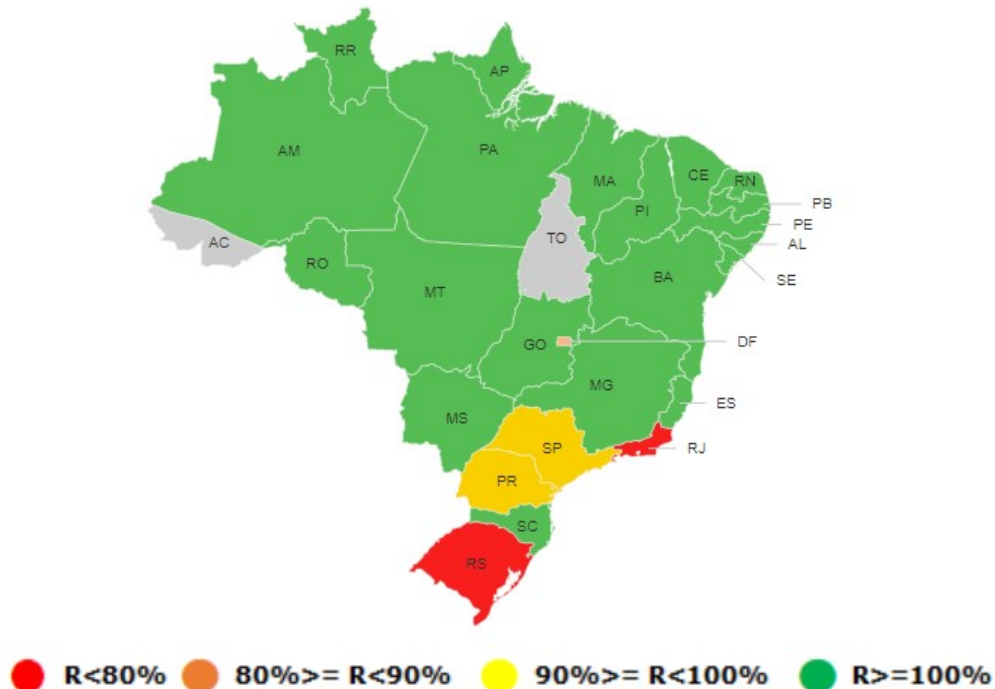 RR
AP
AM
PA
MA
CE
RN
PB
PI
PE
AC
TO
AL
RO
BA
SE
MT
GO
DF
MG
ES
MS
SP
RJ
PR
SC
RS
R<80% 80%>= R<90% 90%>= R<100% R>=100%